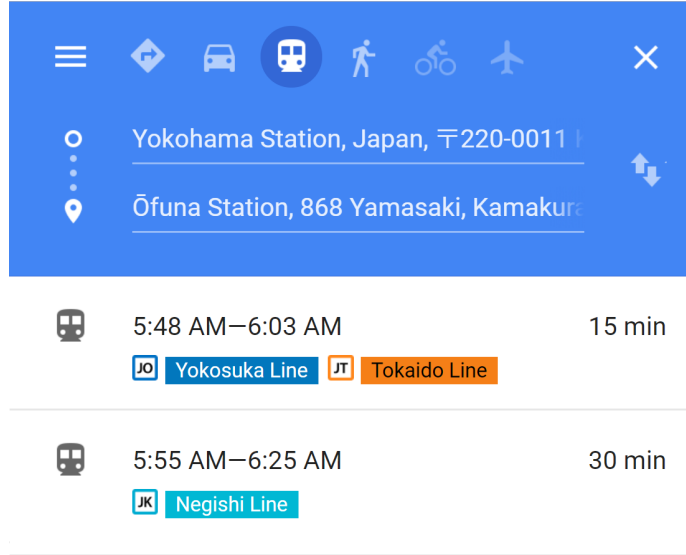 Yokohama Station, Japan, 〒220-0011
Ōfuna Station, 868 Yamasaki, Kamakura
5:48 AM—6:03 AM 15 min
JO Yokosuka Line JT Tokaido Line
5:55 AM—6:25 AM 30 min
JK Negishi Line